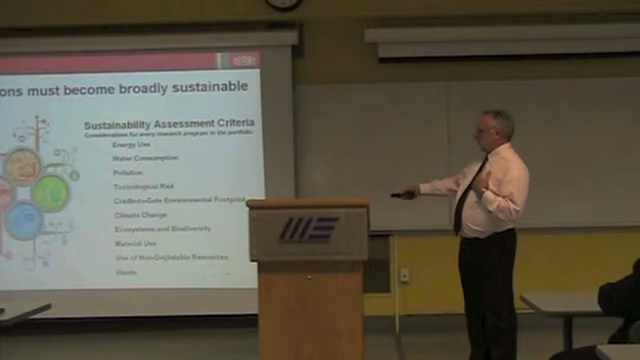 ons must become broadly sustainable
Sustainability Assessment Criteria
Considerations for every research program in the portfolio
Energy Use
Water Consumption
Pollution
Toxicological Risk
Cradle-to-Gate Environmental Footprint
Climate Change
Ecosystems and Biodiversity
Material Use
Use of Non-Depletable Resources
Waste